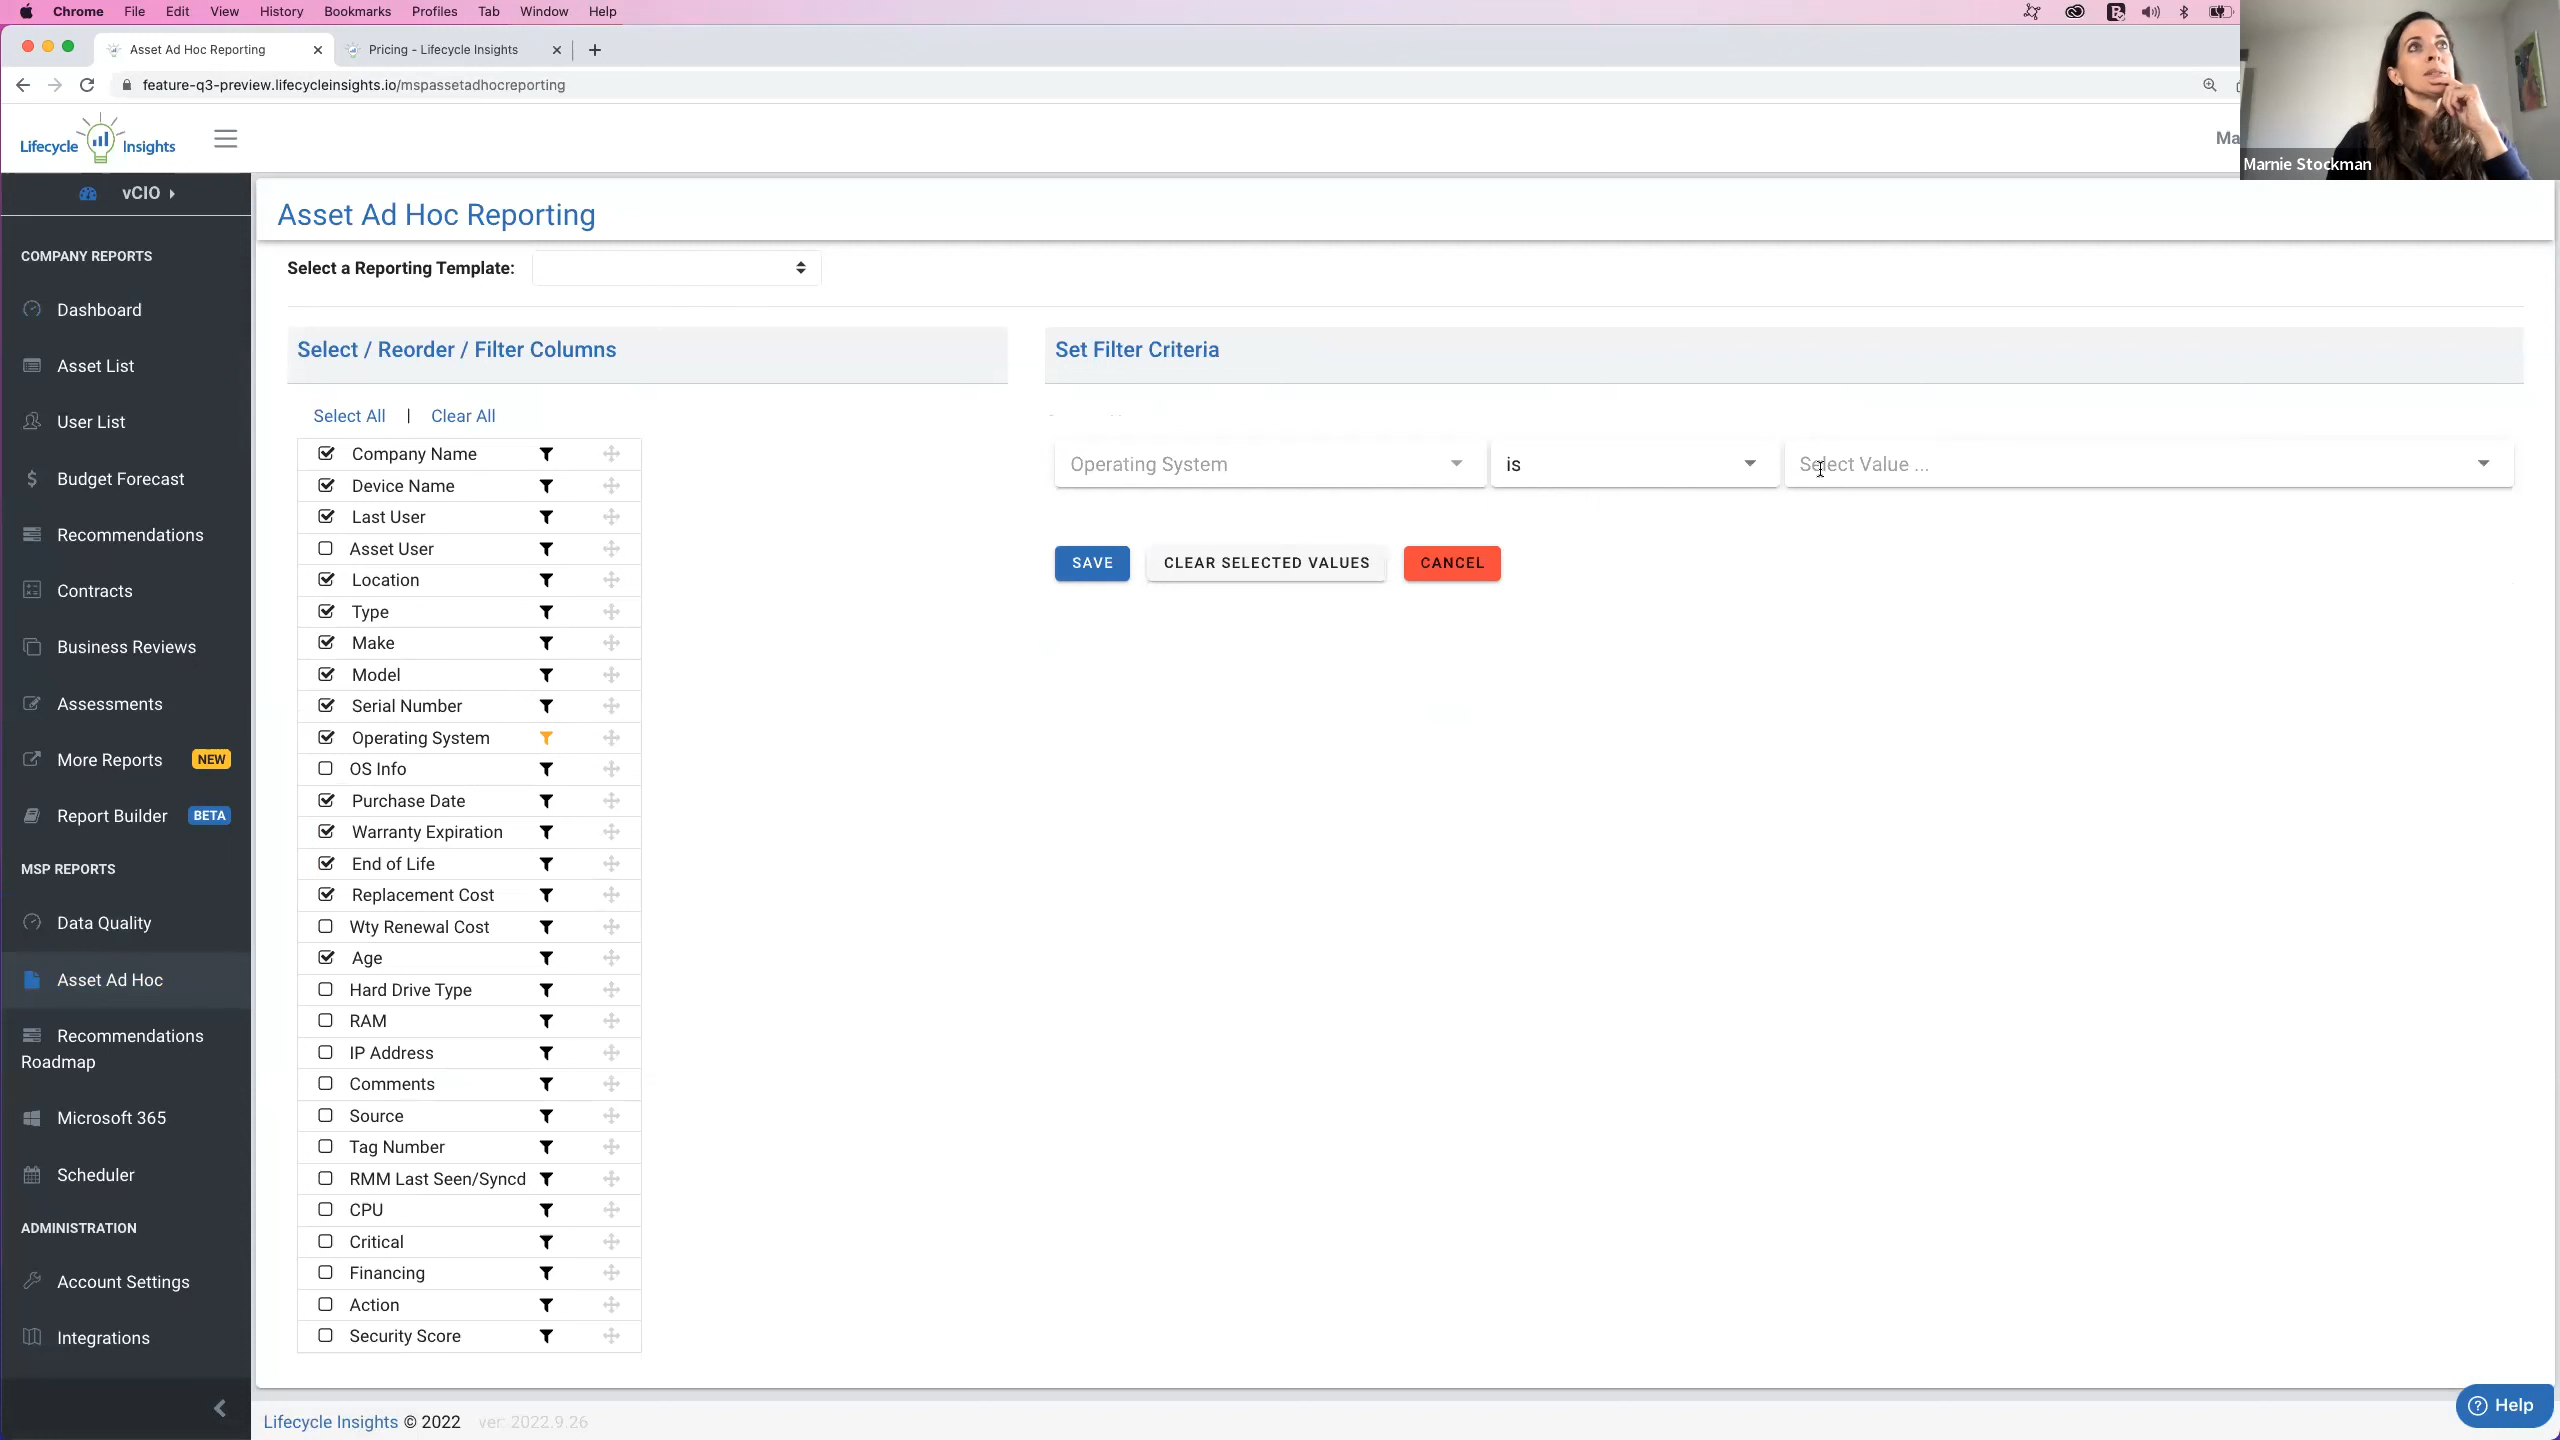 Chrome File Edit View History Bookmarks Profiles Tab Window Help
Asset Ad Hoc Reporting
Pricing - Lifecycle Insights
feature-q3-preview.lifecycleinsights.io/mspassetadhocreporting
Lifecycle Insights
Ma
Marnie Stockman
vCIO
Asset Ad Hoc Reporting
COMPANY REPORTS
Dashboard
Asset List
User List
Budget Forecast
Recommendations
Contracts
Business Reviews
Assessments
More Reports NEW
Report Builder BETA
MSP REPORTS
Data Quality
Asset Ad Hoc
Recommendations
Roadmap
Microsoft 365
Scheduler
ADMINISTRATION
Account Settings
Integrations
Select a Reporting Template:
Select / Reorder / Filter Columns
Select All | Clear All
Company Name
Device Name
Last User
Asset User
Location
Type
Make
Model
Serial Number
Operating System
OS Info
Purchase Date
Warranty Expiration
End of Life
Replacement Cost
Wty Renewal Cost
Age
Hard Drive Type
RAM
IP Address
Comments
Source
Tag Number
RMM Last Seen/Syncd
CPU
Critical
Financing
Action
Security Score
Set Filter Criteria
Operating System is Select Value ...
SAVE CLEAR SELECTED VALUES CANCEL
Lifecycle Insights © 2022 ver: 2022.9.26
Help